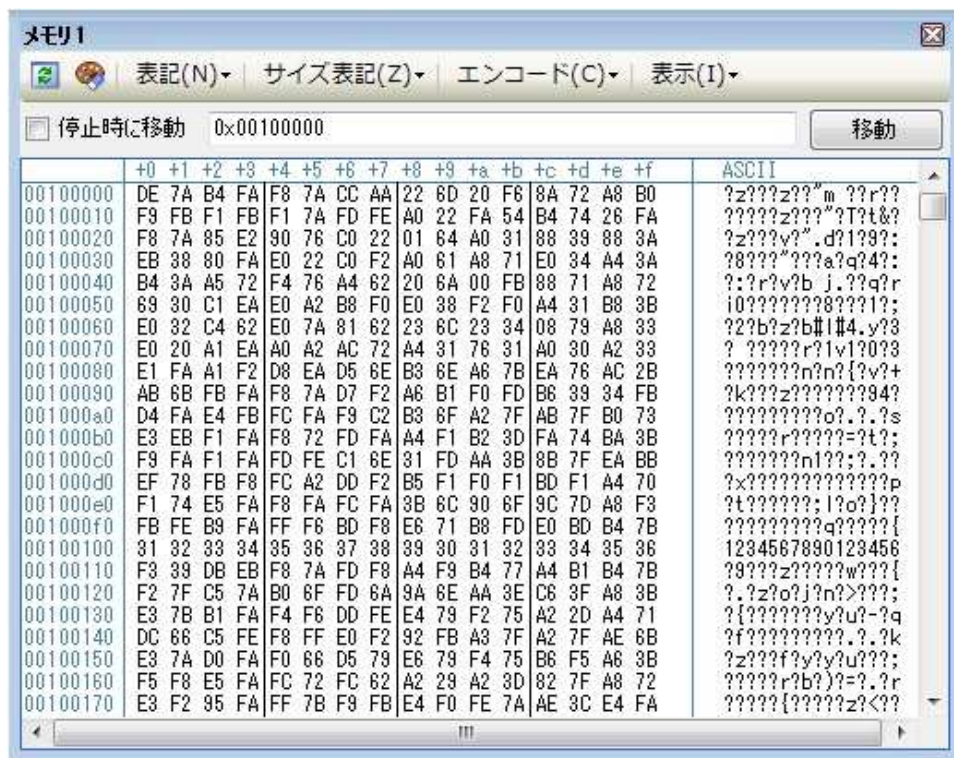 メモリ1
表記(N) サイズ表記(Z) エンコード(C) 表示(I)
停止時に移動 0x00100000 移動
+0 +1 +2 +3 +4 +5 +6 +7 +8 +9 +a +b +c +d +e +f ASCII
00100000 DE 7A B4 FA F8 7A CC AA 22 6D 20 F6 8A 72 A8 B0 ?z???z??"m ??r??
00100010 F9 FB F1 FB F1 7A FD FE A0 22 FA 54 B4 74 26 FA ?????z???"?T?t&?
00100020 F8 7A 85 E2 90 76 C0 22 01 64 A0 31 88 39 88 3A ?z???v?".d?1?9?:
00100030 EB 38 80 FA E0 22 C0 F2 A0 61 A8 71 E0 34 A4 3A ?8???"???a?q?4?:
00100040 B4 3A A5 72 F4 76 A4 62 20 6A 00 FB 88 71 A8 72 ?:?r?v?b j.??q?r
00100050 69 30 C1 EA E0 A2 B8 F0 E0 38 F2 F0 A4 31 B8 3B i0???????8???1?;
00100060 E0 32 C4 62 E0 7A 81 62 23 6C 23 34 08 79 A8 33 ?2?b?z?b#l#4.y?3
00100070 E0 20 A1 EA A0 A2 AC 72 A4 31 76 31 A0 30 A2 33 ? ?????r?1v1?0?3
00100080 E1 FA A1 F2 D8 EA D5 6E B3 6E A6 7B EA 76 AC 2B ???????n?n?{?v?+
00100090 AB 6B FB FA F8 7A D7 F2 A6 B1 F0 FD B6 39 34 FB ?k???z???????94?
001000a0 D4 FA E4 FB FC FA F9 C2 B3 6F A2 7F AB 7F B0 73 ?????????o?.?.?s
001000b0 E3 EB F1 FA F8 72 FD FA A4 F1 B2 3D FA 74 BA 3B ?????r?????=?t?;
001000c0 F9 FA F1 FA FD FE C1 6E 31 FD AA 3B 8B 7F EA BB ???????n1??;?.??
001000d0 EF 78 FB F8 FC A2 DD F2 B5 F1 F0 F1 BD F1 A4 70 ?x?????????????p
001000e0 F1 74 E5 FA F8 FA FC FA 3B 6C 90 6F 9C 7D A8 F3 ?t??????;l?o?}??
001000f0 FB FE B9 FA FF F6 BD F8 E6 71 B8 FD E0 BD B4 7B ?????????q?????{
00100100 31 32 33 34 35 36 37 38 39 30 31 32 33 34 35 36 1234567890123456
00100110 F3 39 DB EB F8 7A FD F8 A4 F9 B4 77 A4 B1 B4 7B ?9???z?????w???{
00100120 F2 7F C5 7A B0 6F FD 6A 9A 6E AA 3E C6 3F A8 3B ?.?z?o?j?n?>???;
00100130 E3 7B B1 FA F4 F6 DD FE E4 79 F2 75 A2 2D A4 71 ?{???????y?u?-?q
00100140 DC 66 C5 FE F8 FF E0 F2 92 FB A3 7F A2 7F AE 6B ?f?????????.?.?k
00100150 E3 7A D0 FA F0 66 D5 79 E6 79 F4 75 B6 F5 A6 3B ?z???f?y?y?u???;
00100160 F5 F8 E5 FA FC 72 FC 62 A2 29 A2 3D 82 7F A8 72 ?????r?b?)?=?.?r
00100170 E3 F2 95 FA FF 7B F9 FB E4 F0 FE 7A AE 3C E4 FA ?????{?????z?<??